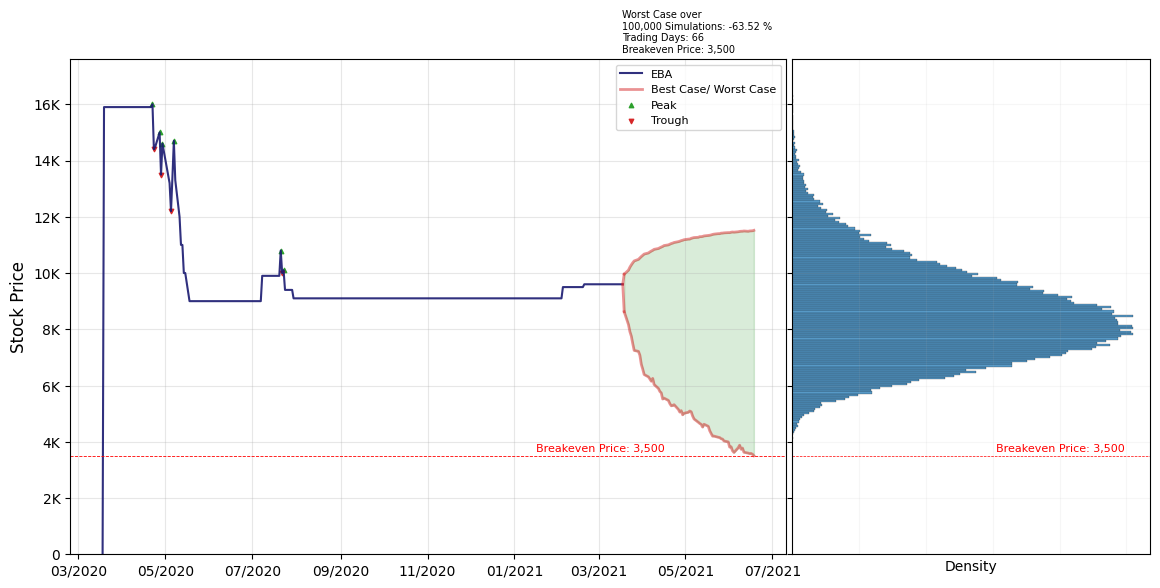 Worst Case over
100,000 Simulations: -63.52 %
Trading Days: 66
Breakeven Price: 3,500
EBA
Best Case/ Worst Case
Peak
Trough
Stock Price
16K
14K
12K
10K
8K
6K
4K
2K
0
Breakeven Price: 3,500
Breakeven Price: 3,500
03/2020 05/2020 07/2020 09/2020 11/2020 01/2021 03/2021 05/2021 07/2021
Density